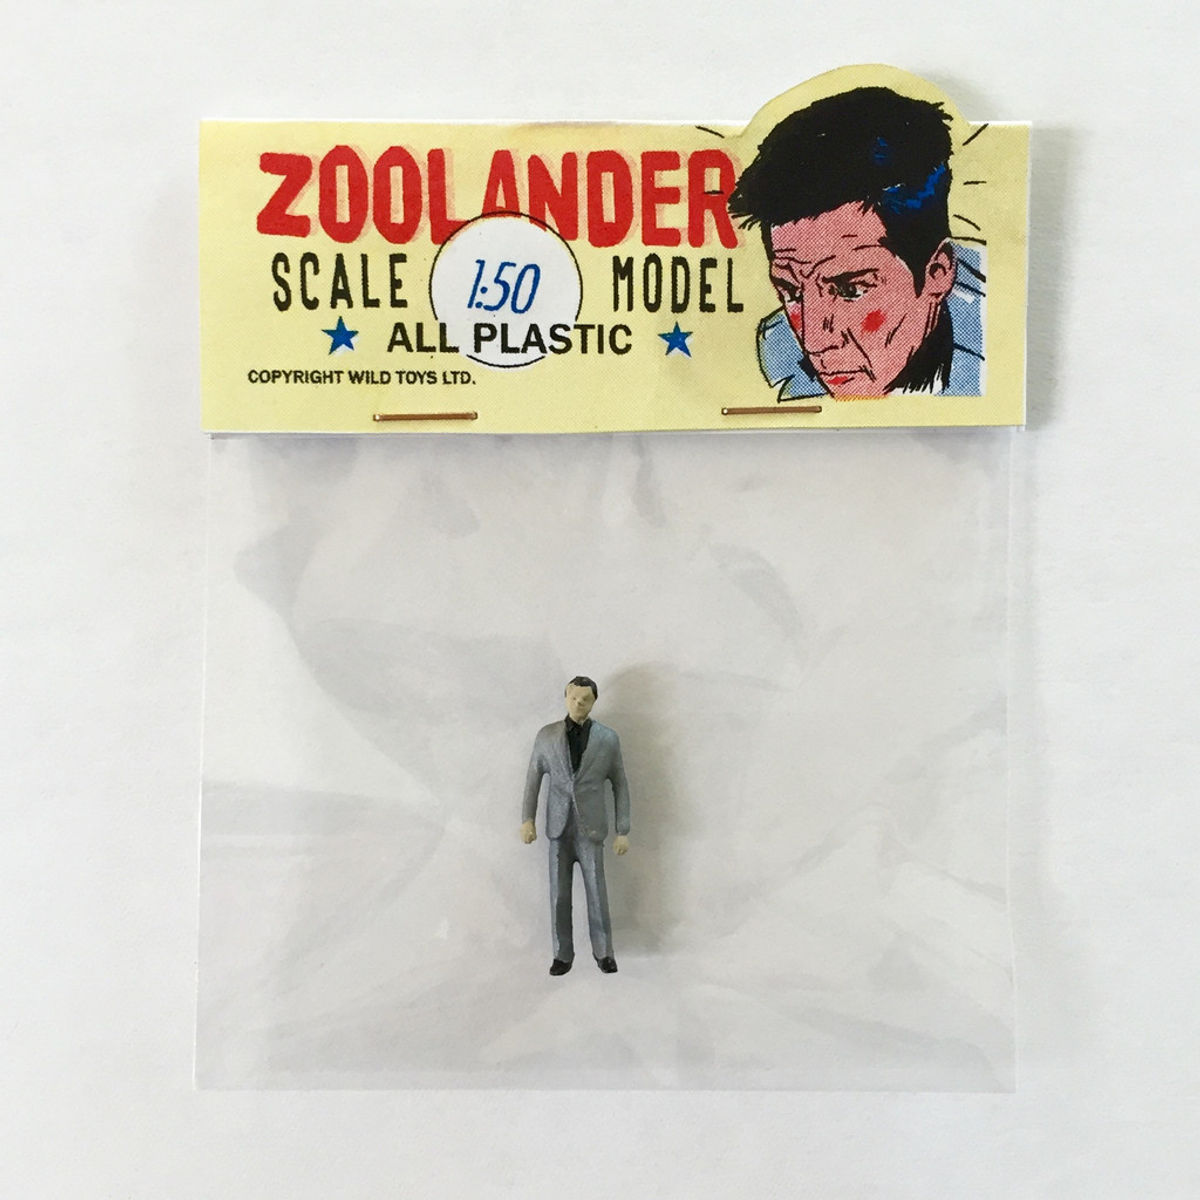 ZOOLANDER
SCALE 1:50 MODEL
★ ALL PLASTIC ★
COPYRIGHT WILD TOYS LTD.